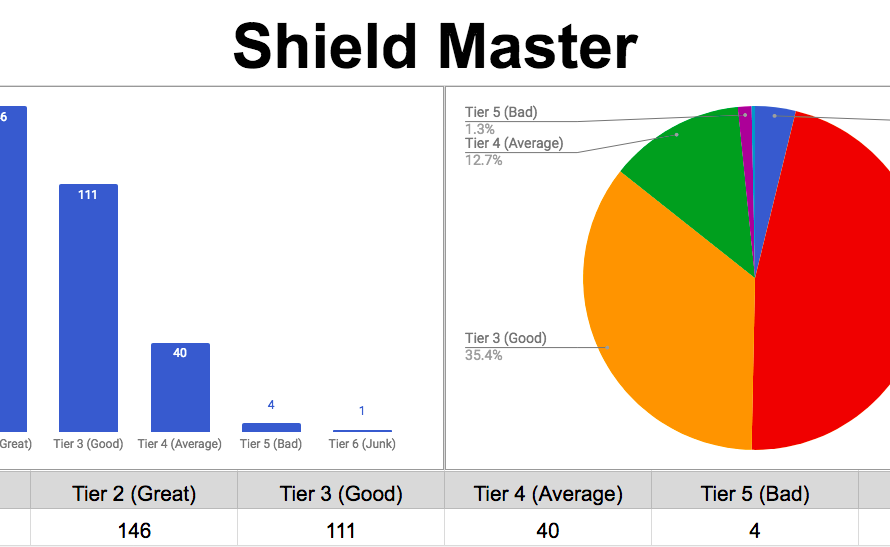 Shield Master
6
111
40
4
1
Great)
Tier 3 (Good)
Tier 4 (Average)
Tier 5 (Bad)
Tier 6 (Junk)
Tier 5 (Bad)
1.3%
Tier 4 (Average)
12.7%
Tier 3 (Good)
35.4%
Tier 2 (Great) Tier 3 (Good) Tier 4 (Average) Tier 5 (Bad)
146 111 40 4